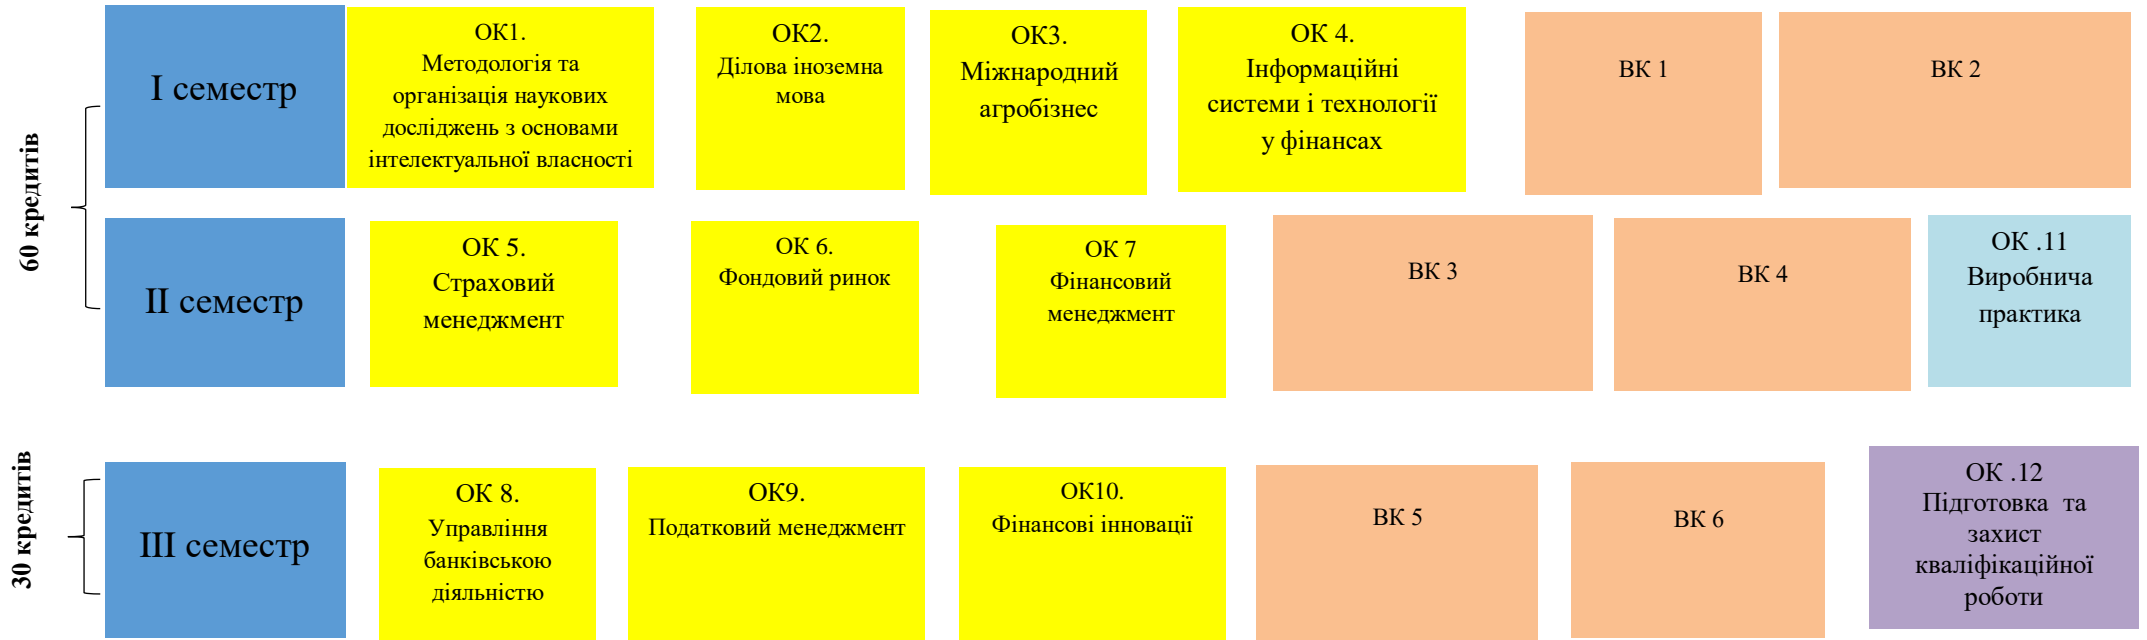 60 кредитів
I семестр
ОК1.
Методологія та
організація наукових
досліджень з основами
інтелектуальної власності
ОК2.
Ділова іноземна
мова
ОК3.
Міжнародний
агробізнес
ОК 4.
Інформаційні
системи і технології
у фінансах
ВК 1
ВК 2
II семестр
ОК 5.
Страховий
менеджмент
ОК 6.
Фондовий ринок
ОК 7
Фінансовий
менеджмент
ВК 3
ВК 4
ОК .11
Виробнича
практика
30 кредитів
III семестр
ОК 8.
Управління
банківською
діяльністю
ОК9.
Податковий менеджмент
ОК10.
Фінансові інновації
ВК 5
ВК 6
ОК .12
Підготовка  та
захист
кваліфікаційної
роботи